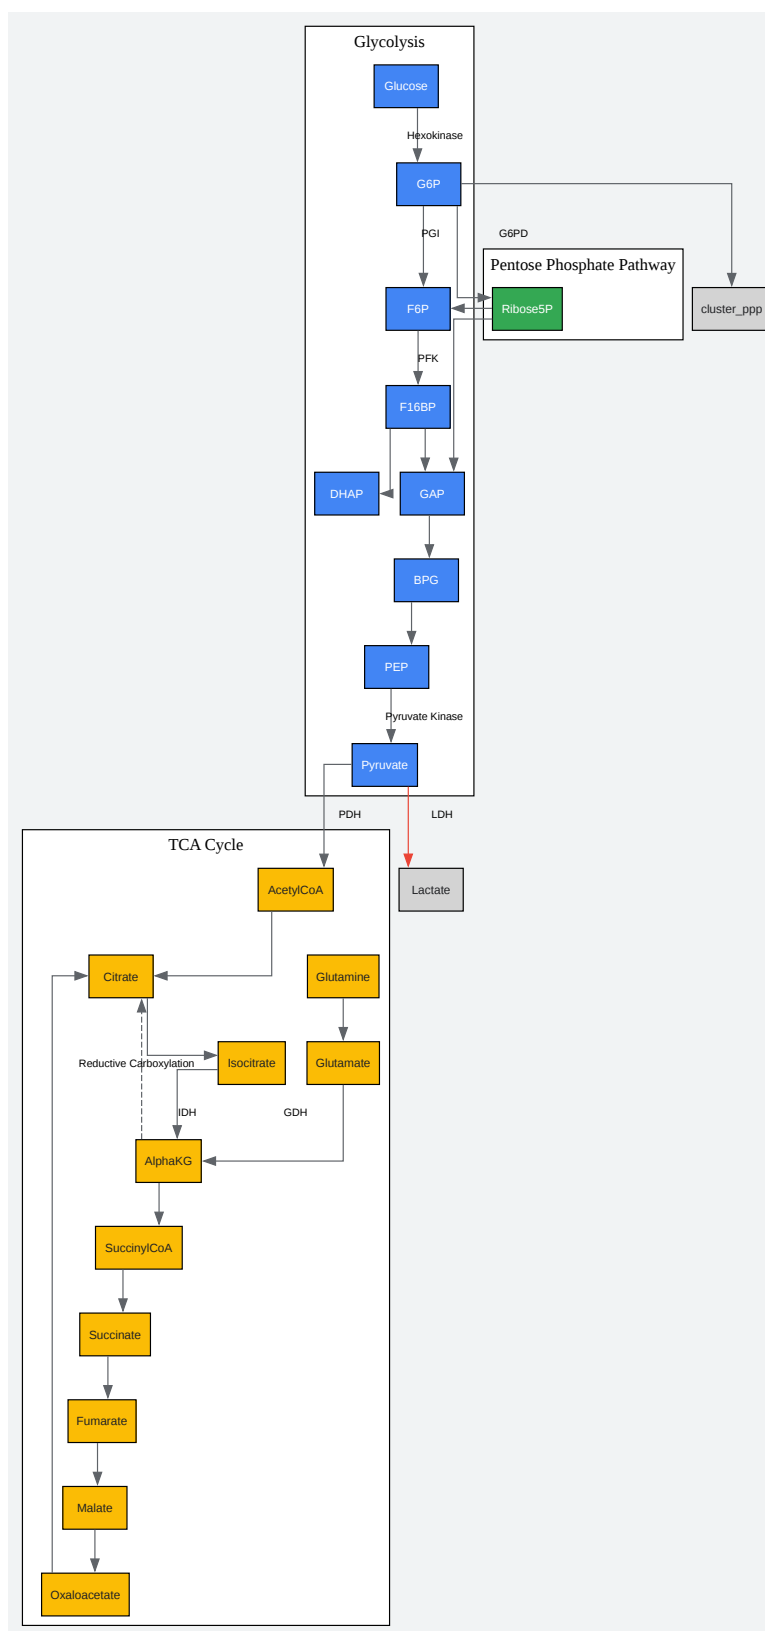 Glycolysis
Glucose
Hexokinase
G6P
PGI
G6PD
Pentose Phosphate Pathway
F6P
Ribose5P
cluster_ppp
PFK
F16BP
DHAP
GAP
BPG
PEP
Pyruvate Kinase
Pyruvate
PDH
LDH
TCA Cycle
AcetylCoA
Lactate
Citrate
Glutamine
Reductive Carboxylation
Isocitrate
Glutamate
IDH
GDH
AlphaKG
SuccinylCoA
Succinate
Fumarate
Malate
Oxaloacetate